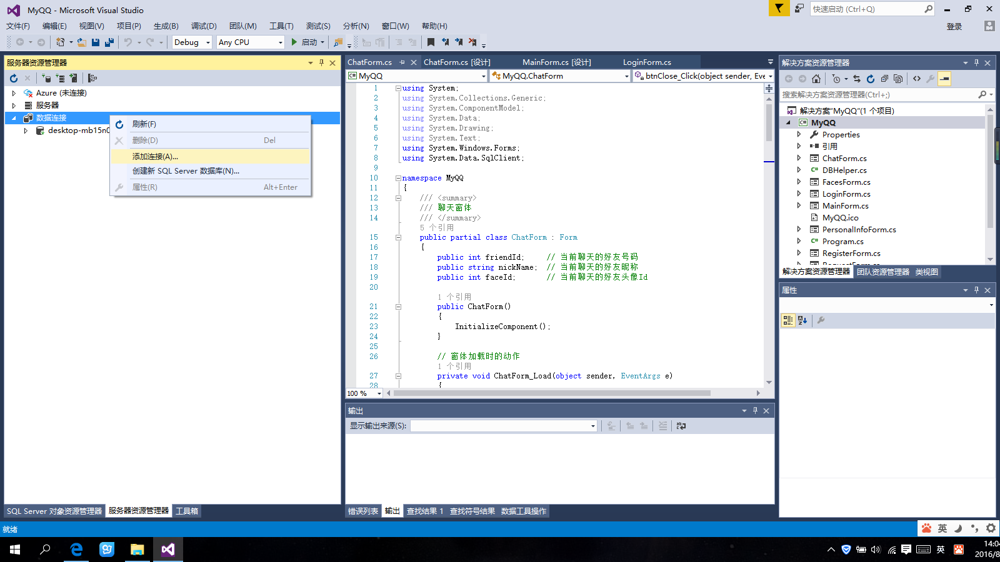 MyQQ - Microsoft Visual Studio
快速启动 (Ctrl+Q)
文件(F) 编辑(E) 视图(V) 项目(P) 生成(B) 调试(D) 团队(M) 工具(T) 测试(S) 分析(N) 窗口(W) 帮助(H)
登录
Debug Any CPU 启动
服务器资源管理器
Azure (未连接)
服务器
数据连接
desktop-mb15n
刷新(F)
删除(D) Del
添加连接(A)...
创建新 SQL Server 数据库(N)...
属性(R) Alt+Enter
SQL Server 对象资源管理器 服务器资源管理器 工具箱
ChatForm.cs ChatForm.cs [设计] MainForm.cs [设计] LoginForm.cs
C# MyQQ MyQQ.ChatForm btnClose_Click(object sender, Eve
1 using System;
2 using System.Collections.Generic;
3 using System.ComponentModel;
4 using System.Data;
5 using System.Drawing;
6 using System.Text;
7 using System.Windows.Forms;
8 using System.Data.SqlClient;
9
10 namespace MyQQ
11 {
12 /// <summary>
13 /// 聊天窗体
14 /// </summary>
5 个引用
15 public partial class ChatForm : Form
16 {
17 public int friendId; // 当前聊天的好友号码
18 public string nickName; // 当前聊天的好友昵称
19 public int faceId; // 当前聊天的好友头像Id
20
1 个引用
21 public ChatForm()
22 {
23 InitializeComponent();
24 }
25
26 // 窗体加载时的动作
1 个引用
27 private void ChatForm_Load(object sender, EventArgs e)
28 {
100 %
输出
显示输出来源(S):
错误列表 输出 查找结果 1 查找符号结果 数据工具操作
解决方案资源管理器
搜索解决方案资源管理器(Ctrl+;)
解决方案"MyQQ"(1 个项目)
C# MyQQ
Properties
引用
ChatForm.cs
C# DBHelper.cs
FacesForm.cs
LoginForm.cs
MainForm.cs
MyQQ.ico
PersonalInfoForm.cs
C# Program.cs
RegisterForm.cs
RequestForm.cs
解决方案资源管理器 团队资源管理器 类视图
属性
就绪
英
英
14:04
2016/8